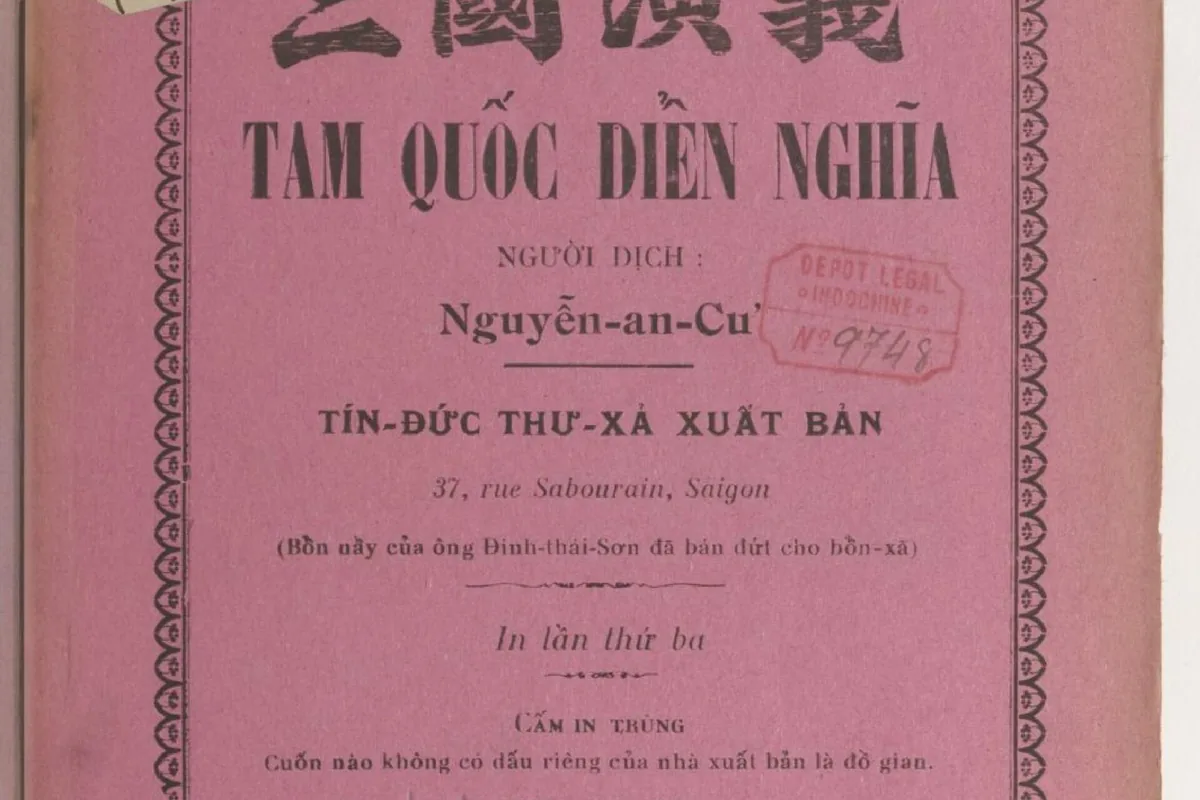 三國演義
TAM QUỐC DIỂN NGHĨA
NGƯỜI DỊCH :
Nguyễn-an-Cư
DEPOT LEGAL
INDOCHINE
Nº 9748
TÍN-ĐỨC THƯ-XẢ XUẤT BẢN
37, rue Sabourain, Saigon
(Bổn nầy của ông Đinh-thái-Sơn đã bán đứt cho bổn-xã)
In lần thứ ba
CẤM IN TRÙNG
Cuốn nào không có dấu riêng của nhà xuất bản là đồ gian.